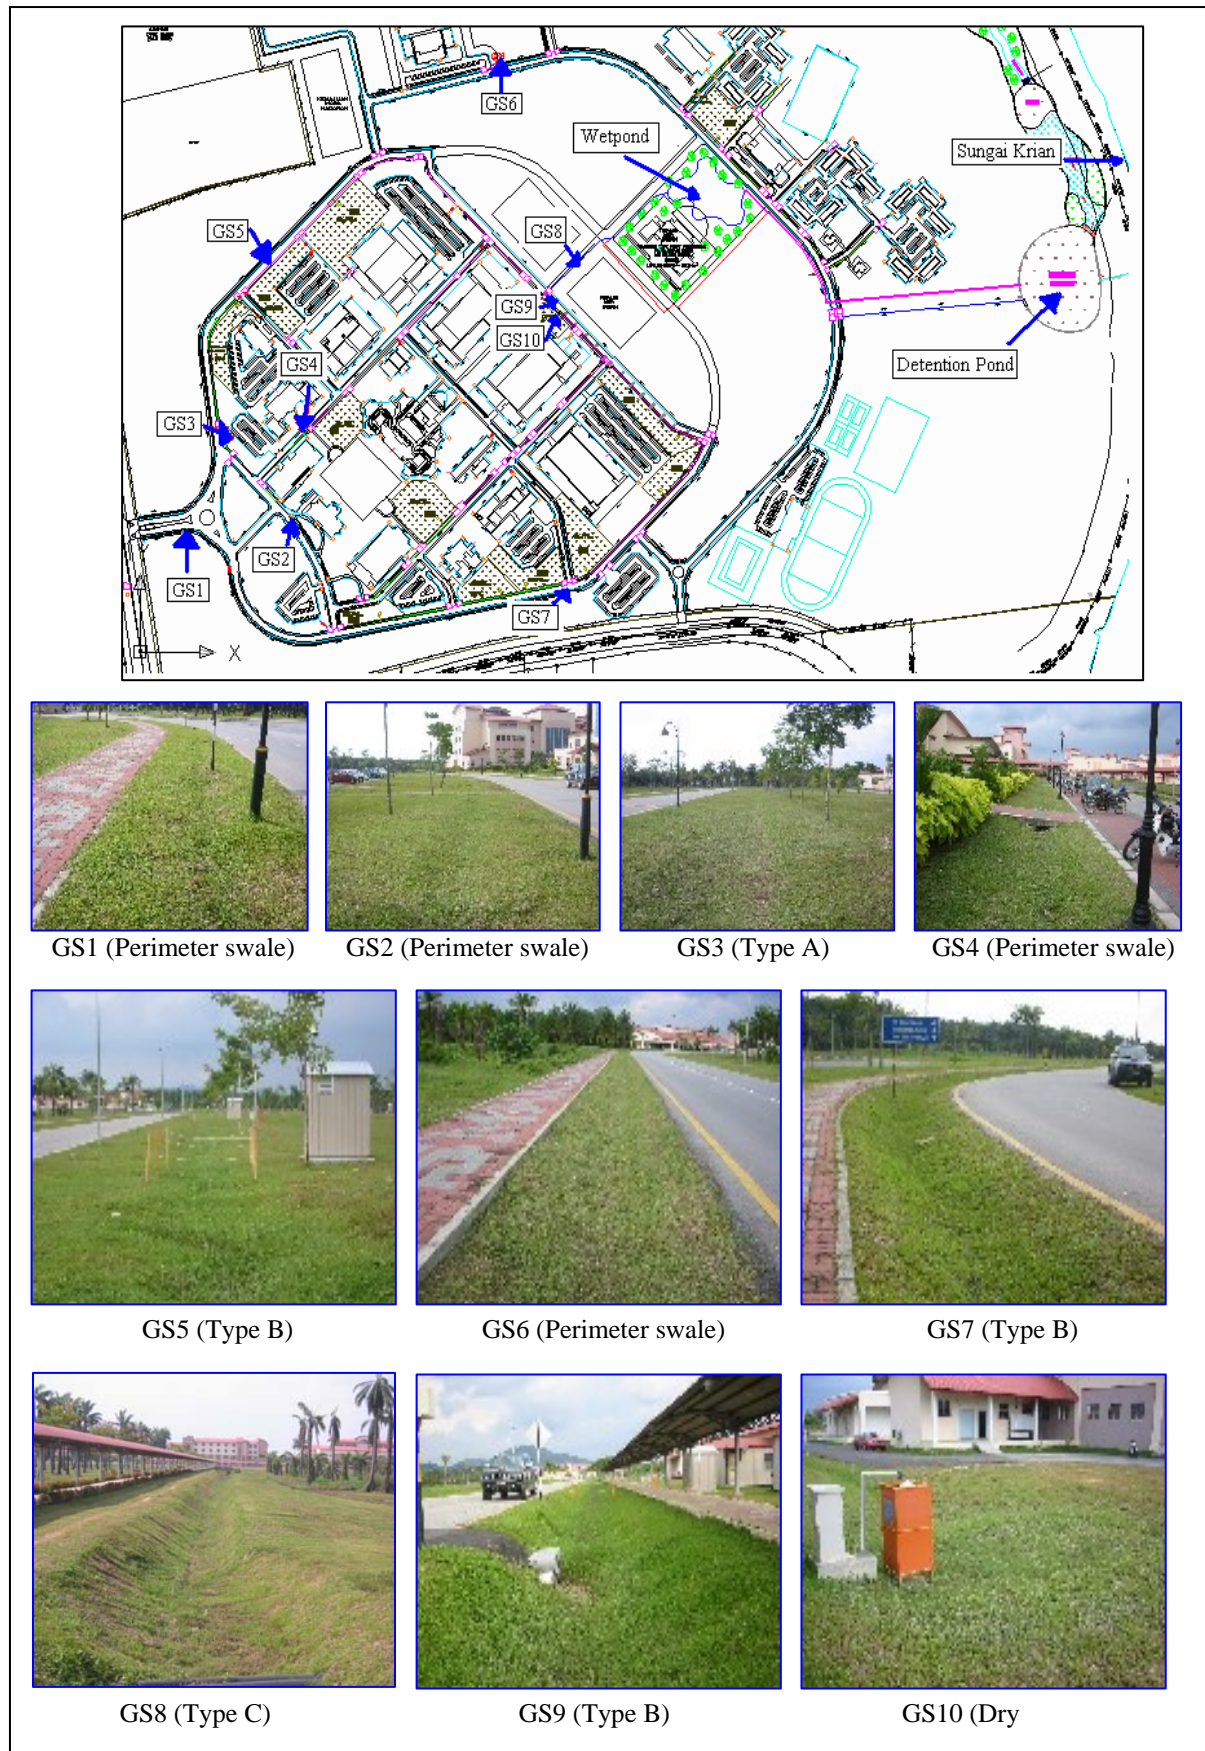 GS6
Wetpond
Sungai Krian
GS5
GS8
GS9
GS10
GS4
Detention Pond
GS3
GS2
GS1
GS7
X
GS1 (Perimeter swale)
GS2 (Perimeter swale)
GS3 (Type A)
GS4 (Perimeter swale)
GS5 (Type B)
GS6 (Perimeter swale)
GS7 (Type B)
GS8 (Type C)
GS9 (Type B)
GS10 (Dry